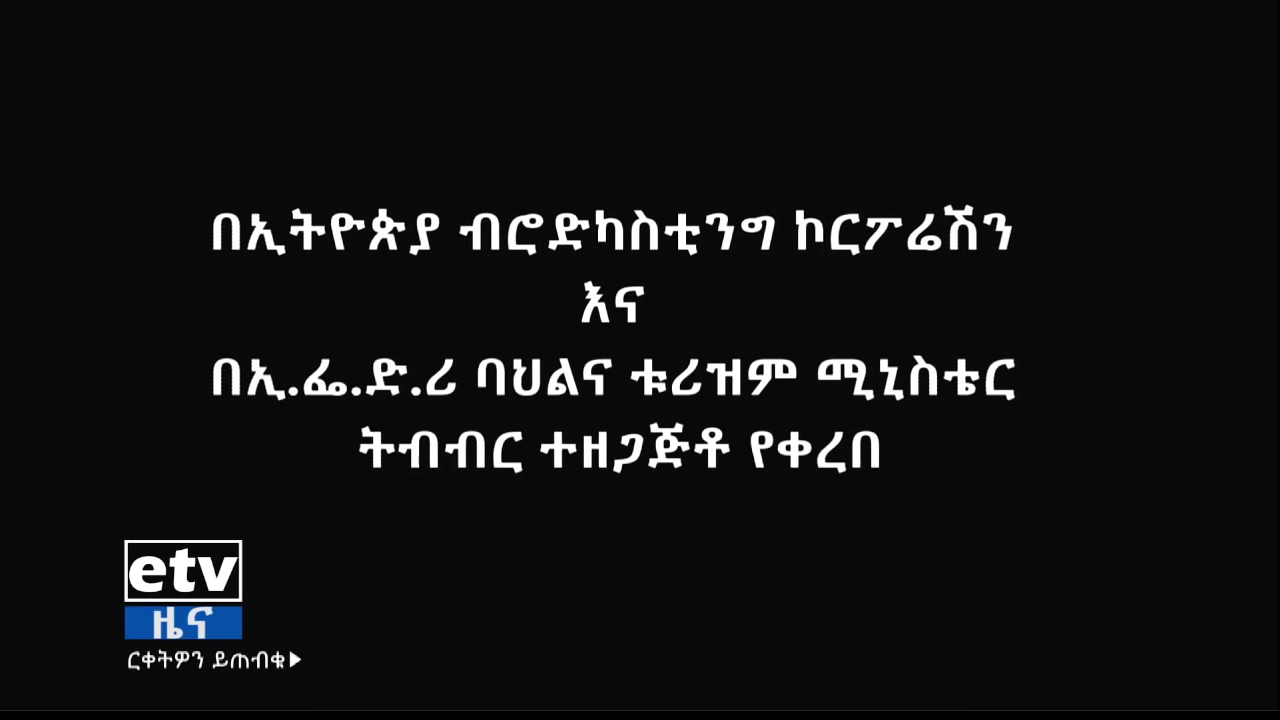 በኢትዮጵያ ብሮድካስቲንግ ኮርፖሬሽን
እና
በኢ.ፌ.ድ.ሪ ባህልና ቱሪዝም ሚኒስቴር
ትብብር ተዘጋጅቶ የቀረበ
etv
ዜና
ርቀትዎን ይጠብቁ